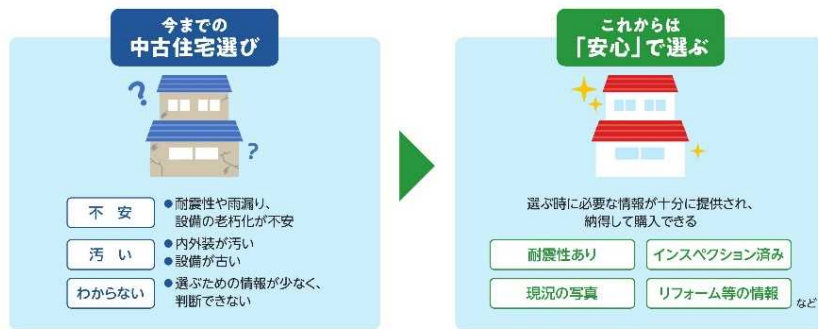 今までの
中古住宅選び
?
?
不 安
●耐震性や雨漏り、
設備の老朽化が不安
汚 い
●内外装が汚い
●設備が古い
わからない
●選ぶための情報が少なく、
判断できない
これからは
「安心」で選ぶ
選ぶ時に必要な情報が十分に提供され、
納得して購入できる
耐震性あり
インスペクション済み
現況の写真
リフォーム等の情報
など